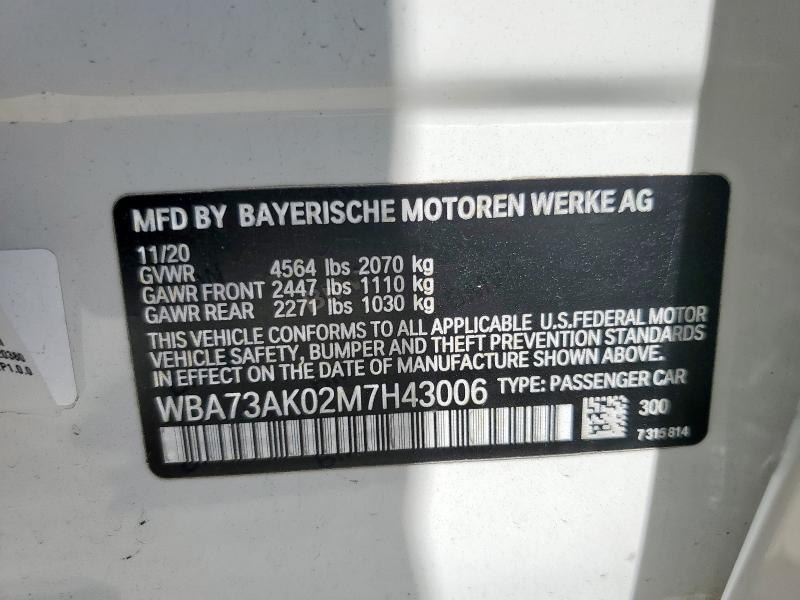 MFD BY BAYERISCHE MOTOREN WERKE AG
11/20
GVWR 4564 lbs 2070 kg
GAWR FRONT 2447 lbs 1110 kg
GAWR REAR 2271 lbs 1030 kg
THIS VEHICLE CONFORMS TO ALL APPLICABLE U.S.FEDERAL MOTOR
VEHICLE SAFETY, BUMPER AND THEFT PREVENTION STANDARDS
IN EFFECT ON THE DATE OF MANUFACTURE SHOWN ABOVE.
WBA73AK02M7H43006 TYPE: PASSENGER CAR
300
7315814